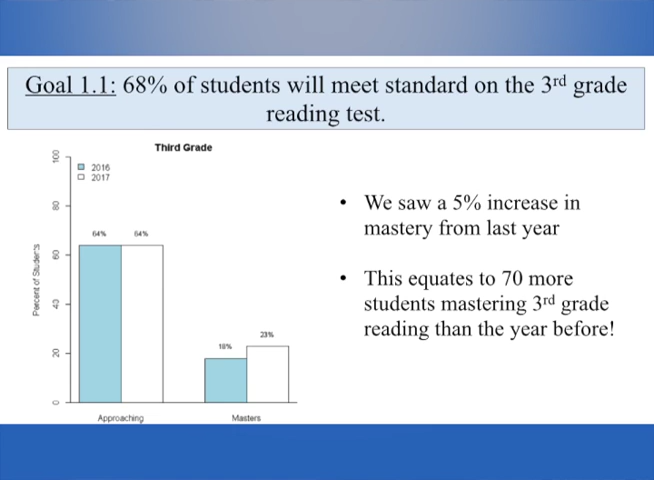 Goal 1.1: 68% of students will meet standard on the 3rd grade
reading test.
Third Grade
2016
2017
Percent of Students
100
80
60
40
20
0
64%
64%
18%
23%
Approaching
Masters
• We saw a 5% increase in
mastery from last year
• This equates to 70 more
students mastering 3rd grade
reading than the year before!